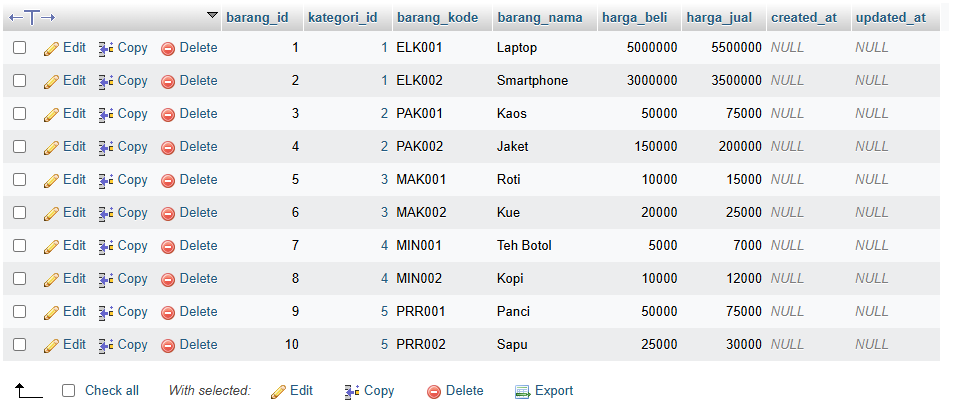 barang_id kategori_id barang_kode barang_nama harga_beli harga_jual created_at updated_at
Edit Copy Delete 1 1 ELK001 Laptop 5000000 5500000 NULL NULL
Edit Copy Delete 2 1 ELK002 Smartphone 3000000 3500000 NULL NULL
Edit Copy Delete 3 2 PAK001 Kaos 50000 75000 NULL NULL
Edit Copy Delete 4 2 PAK002 Jaket 150000 200000 NULL NULL
Edit Copy Delete 5 3 MAK001 Roti 10000 15000 NULL NULL
Edit Copy Delete 6 3 MAK002 Kue 20000 25000 NULL NULL
Edit Copy Delete 7 4 MIN001 Teh Botol 5000 7000 NULL NULL
Edit Copy Delete 8 4 MIN002 Kopi 10000 12000 NULL NULL
Edit Copy Delete 9 5 PRR001 Panci 50000 75000 NULL NULL
Edit Copy Delete 10 5 PRR002 Sapu 25000 30000 NULL NULL
Check all With selected: Edit Copy Delete Export